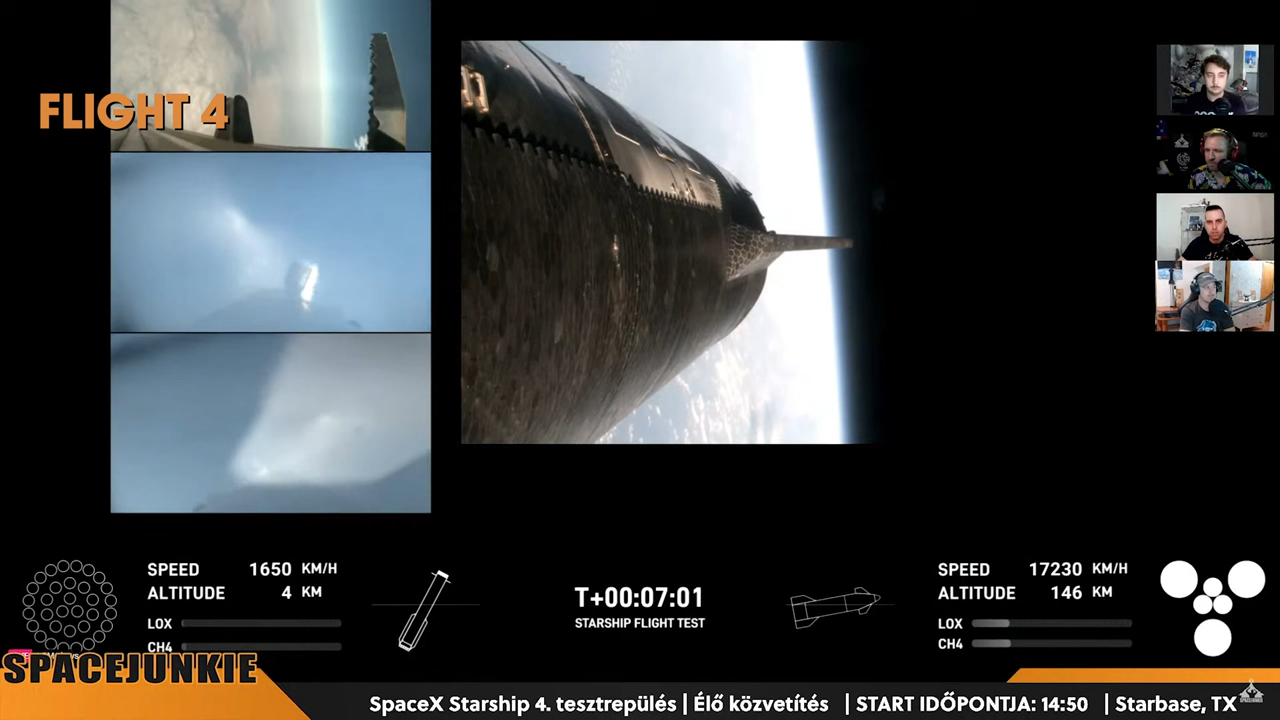 FLIGHT 4
SPEED 1650 KM/H
ALTITUDE 4 KM
LOX
CH4
T+00:07:01
STARSHIP FLIGHT TEST
SPEED 17230 KM/H
ALTITUDE 146 KM
LOX
CH4
SPACEJUNKIE
SpaceX Starship 4. tesztrepülés | Élő közvetítés | START IDŐPONTJA: 14:50 | Starbase, TX